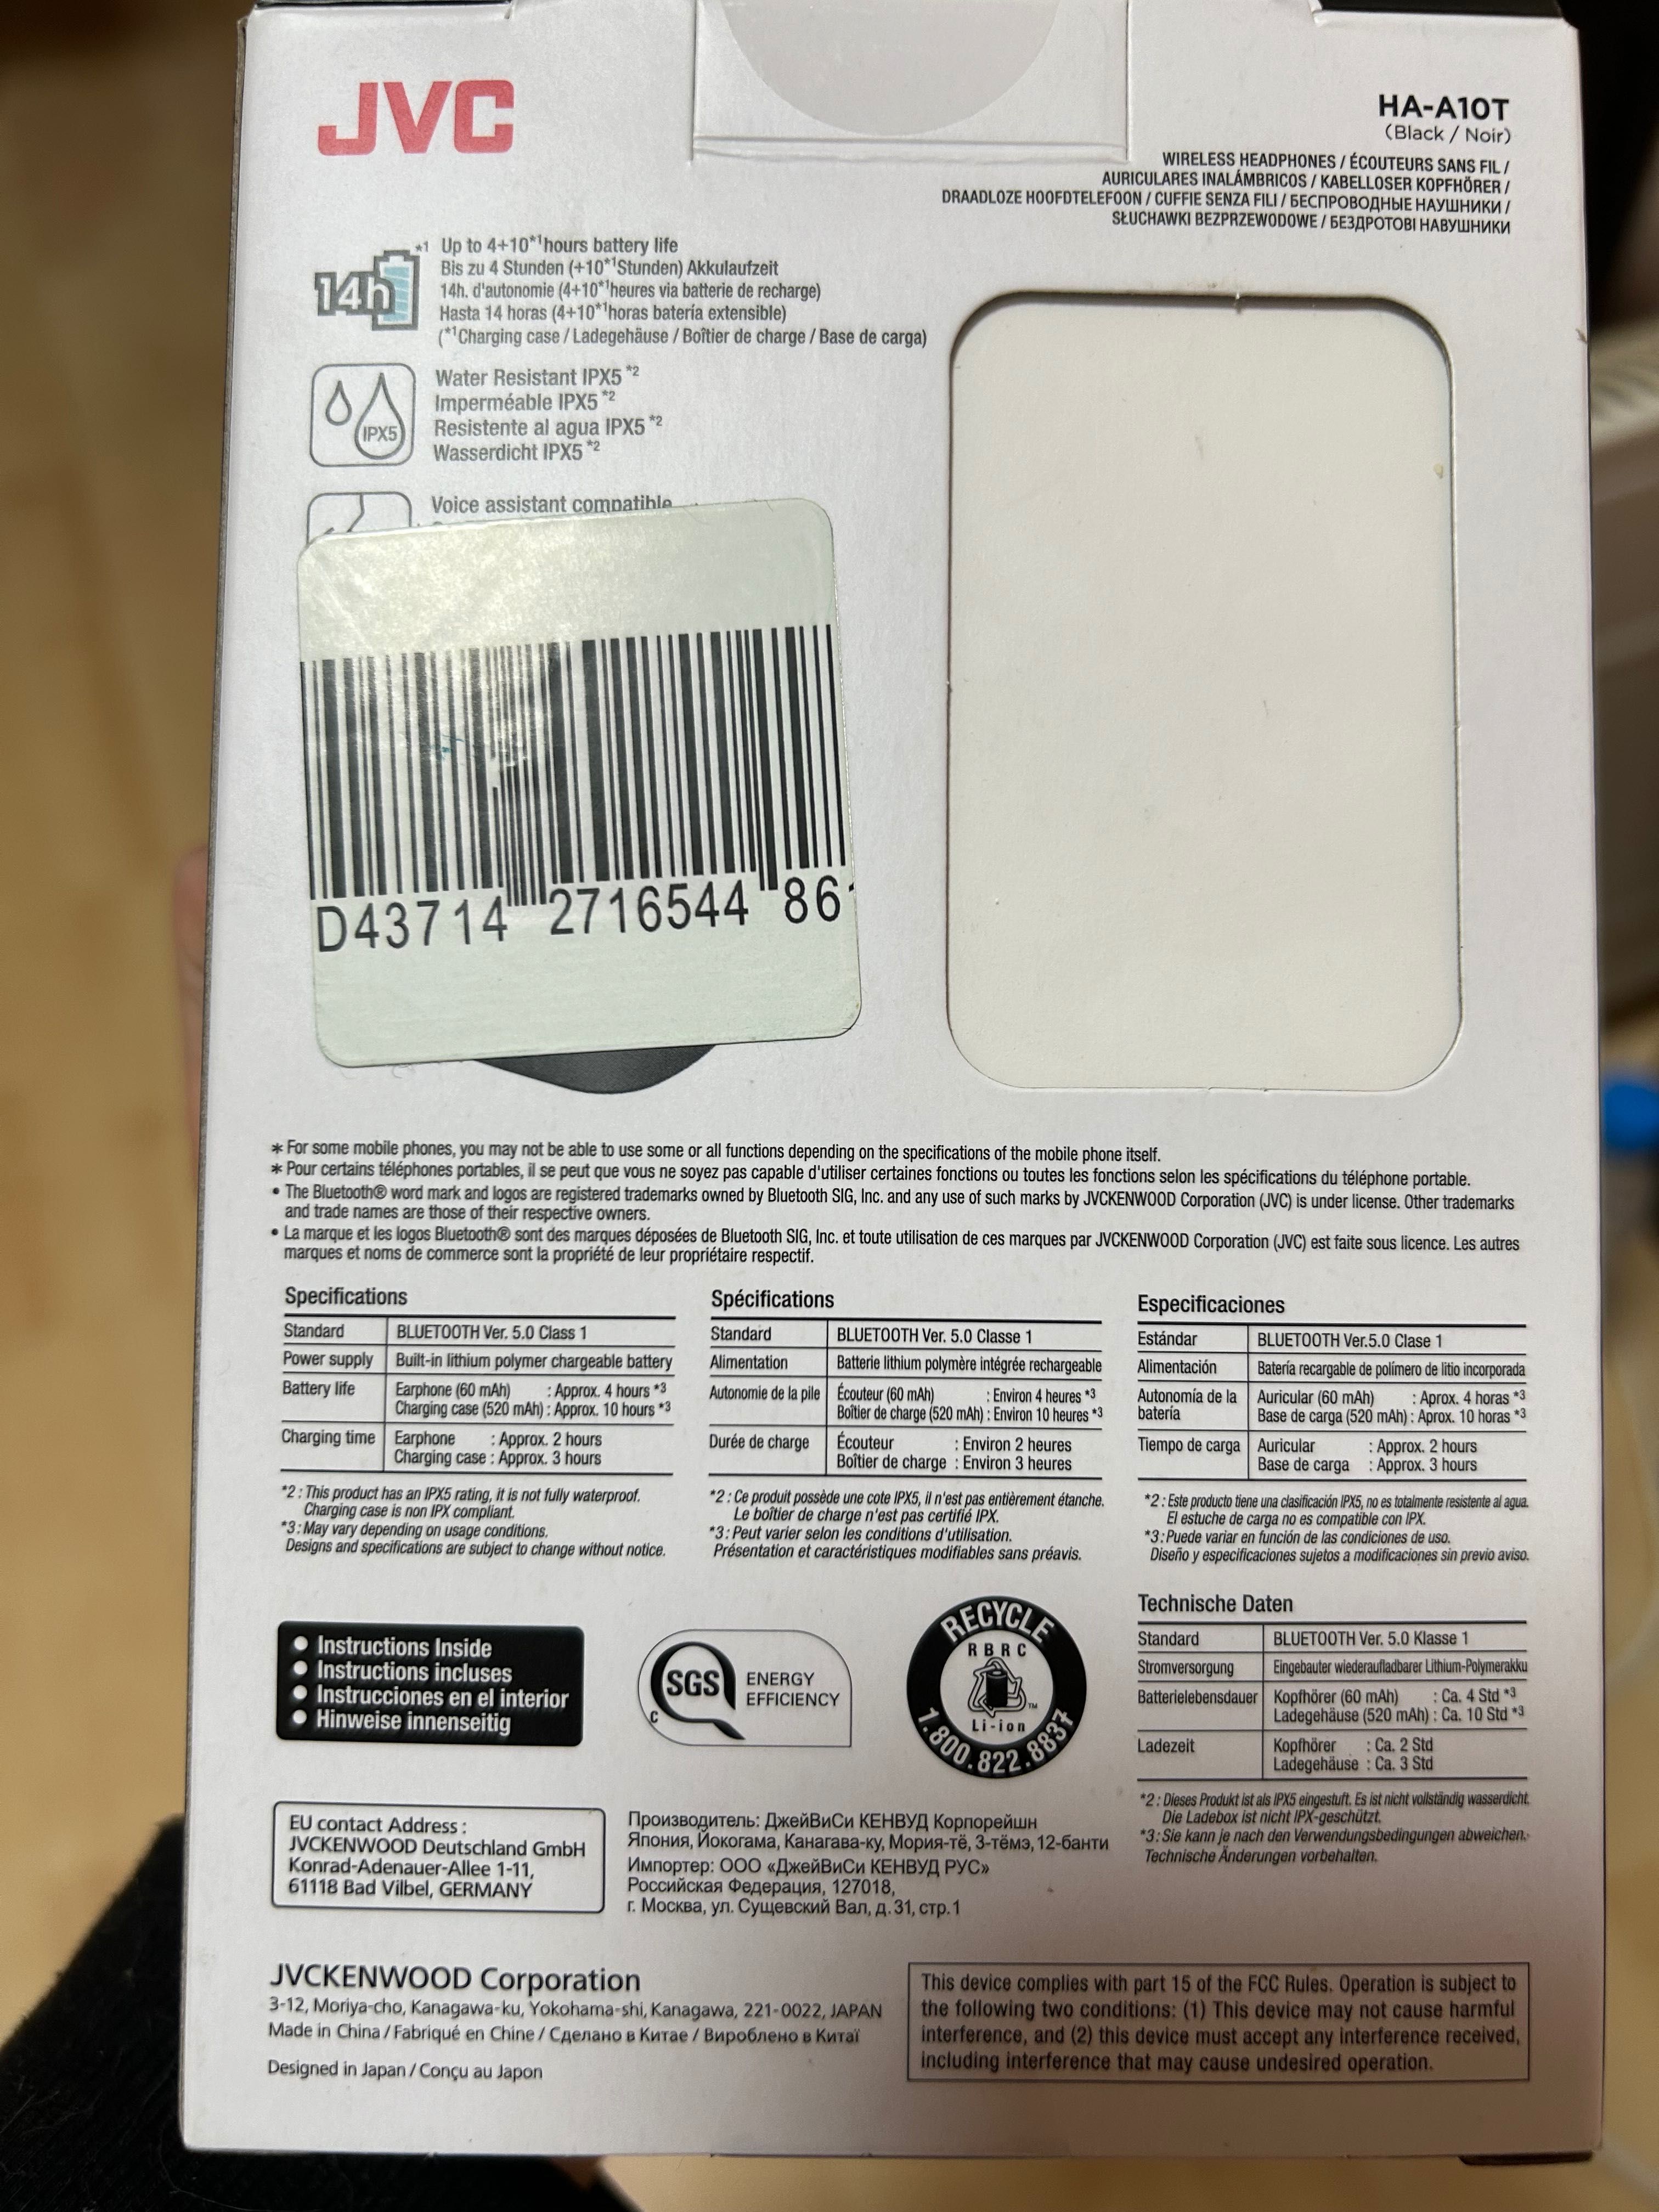 JVC
HA-A10T
(Black / Noir)
WIRELESS HEADPHONES / ÉCOUTEURS SANS FIL /
AURICULARES INALÁMBRICOS / KABELLOSER KOPFHÖRER /
DRAADLOZE HOOFDTELEFOON / CUFFIE SENZA FILI / БЕСПРОВОДНЫЕ НАУШНИКИ /
SŁUCHAWKI BEZPRZEWODOWE / БЕЗДРОТОВІ НАВУШНИКИ
14h *1
Up to 4+10*1hours battery life
Bis zu 4 Stunden (+10*1Stunden) Akkulaufzeit
14h. d'autonomie (4+10*1heures via batterie de recharge)
Hasta 14 horas (4+10*1horas batería extensible)
(*1Charging case / Ladegehäuse / Boîtier de charge / Base de carga)
IPX5
Water Resistant IPX5 *2
Imperméable IPX5 *2
Resistente al agua IPX5 *2
Wasserdicht IPX5 *2
Voice assistant compatible
D43714 2716544 86
* For some mobile phones, you may not be able to use some or all functions depending on the specifications of the mobile phone itself.
* Pour certains téléphones portables, il se peut que vous ne soyez pas capable d'utiliser certaines fonctions ou toutes les fonctions selon les spécifications du téléphone portable.
• The Bluetooth® word mark and logos are registered trademarks owned by Bluetooth SIG, Inc. and any use of such marks by JVCKENWOOD Corporation (JVC) is under license. Other trademarks
and trade names are those of their respective owners.
• La marque et les logos Bluetooth® sont des marques déposées de Bluetooth SIG, Inc. et toute utilisation de ces marques par JVCKENWOOD Corporation (JVC) est faite sous licence. Les autres
marques et noms de commerce sont la propriété de leur propriétaire respectif.
Specifications
Standard BLUETOOTH Ver. 5.0 Class 1
Power supply Built-in lithium polymer chargeable battery
Battery life Earphone (60 mAh) : Approx. 4 hours *3
Charging case (520 mAh) : Approx. 10 hours *3
Charging time Earphone : Approx. 2 hours
Charging case : Approx. 3 hours
*2 : This product has an IPX5 rating, it is not fully waterproof.
Charging case is non IPX compliant.
*3 : May vary depending on usage conditions.
Designs and specifications are subject to change without notice.
Spécifications
Standard BLUETOOTH Ver. 5.0 Classe 1
Alimentation Batterie lithium polymère intégrée rechargeable
Autonomie de la pile Écouteur (60 mAh) : Environ 4 heures *3
Boîtier de charge (520 mAh) : Environ 10 heures *3
Durée de charge Écouteur : Environ 2 heures
Boîtier de charge : Environ 3 heures
*2 : Ce produit possède une cote IPX5, il n'est pas entièrement étanche.
Le boîtier de charge n'est pas certifié IPX.
*3 : Peut varier selon les conditions d'utilisation.
Présentation et caractéristiques modifiables sans préavis.
Especificaciones
Estándar BLUETOOTH Ver.5.0 Clase 1
Alimentación Batería recargable de polímero de litio incorporada
Autonomía de la Auricular (60 mAh) : Aprox. 4 horas *3
batería Base de carga (520 mAh) : Aprox. 10 horas *3
Tiempo de carga Auricular : Approx. 2 hours
Base de carga : Approx. 3 hours
*2 : Este producto tiene una clasificación IPX5, no es totalmente resistente al agua.
El estuche de carga no es compatible con IPX.
*3: Puede variar en función de las condiciones de uso.
Diseño y especificaciones sujetos a modificaciones sin previo aviso.
• Instructions Inside
• Instructions incluses
• Instrucciones en el interior
• Hinweise innenseitig
SGS C
ENERGY
EFFICIENCY
RECYCLE
RBRC
TM
Li-ion
1.800.822.8837
Technische Daten
Standard BLUETOOTH Ver. 5.0 Klasse 1
Stromversorgung Eingebauter wiederaufladbarer Lithium-Polymerakku
Batterielebensdauer Kopfhörer (60 mAh) : Ca. 4 Std *3
Ladegehäuse (520 mAh) : Ca. 10 Std *3
Ladezeit Kopfhörer : Ca. 2 Std
Ladegehäuse : Ca. 3 Std
*2 : Dieses Produkt ist als IPX5 eingestuft. Es ist nicht vollständig wasserdicht.
Die Ladebox ist nicht IPX-geschützt.
*3: Sie kann je nach den Verwendungsbedingungen abweichen.
Technische Änderungen vorbehalten.
EU contact Address :
JVCKENWOOD Deutschland GmbH
Konrad-Adenauer-Allee 1-11,
61118 Bad Vilbel, GERMANY
Производитель: ДжейВиСи КЕНВУД Корпорейшн
Япония, Йокогама, Канагава-ку, Мория-тё, 3-тёмэ, 12-банти
Импортер: ООО «ДжейВиСи КЕНВУД РУС»
Российская Федерация, 127018,
г. Москва, ул. Сущевский Вал, д.31, стр.1
JVCKENWOOD Corporation
3-12, Moriya-cho, Kanagawa-ku, Yokohama-shi, Kanagawa, 221-0022, JAPAN
Made in China / Fabriqué en Chine / Сделано в Китае / Вироблено в Китаї
Designed in Japan / Conçu au Japon
This device complies with part 15 of the FCC Rules. Operation is subject to
the following two conditions: (1) This device may not cause harmful
interference, and (2) this device must accept any interference received,
including interference that may cause undesired operation.